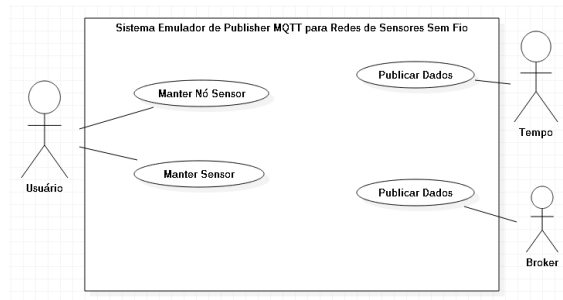 Sistema Emulador de Publisher MQTT para Redes de Sensores Sem Fio
Publicar Dados
Manter Nó Sensor
Tempo
Manter Sensor
Usuário
Publicar Dados
Broker